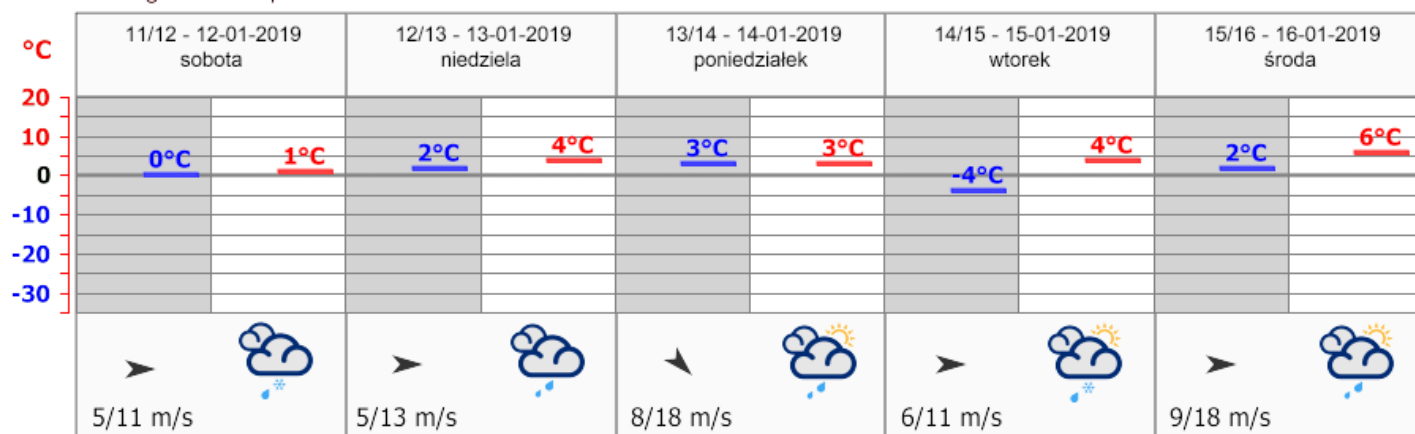 °C
11/12 - 12-01-2019
sobota
12/13 - 13-01-2019
niedziela
13/14 - 14-01-2019
poniedziałek
14/15 - 15-01-2019
wtorek
15/16 - 16-01-2019
środa
20
10
0
-10
-20
-30
0°C
1°C
2°C
4°C
3°C
3°C
-4°C
4°C
2°C
6°C
5/11 m/s
5/13 m/s
8/18 m/s
6/11 m/s
9/18 m/s